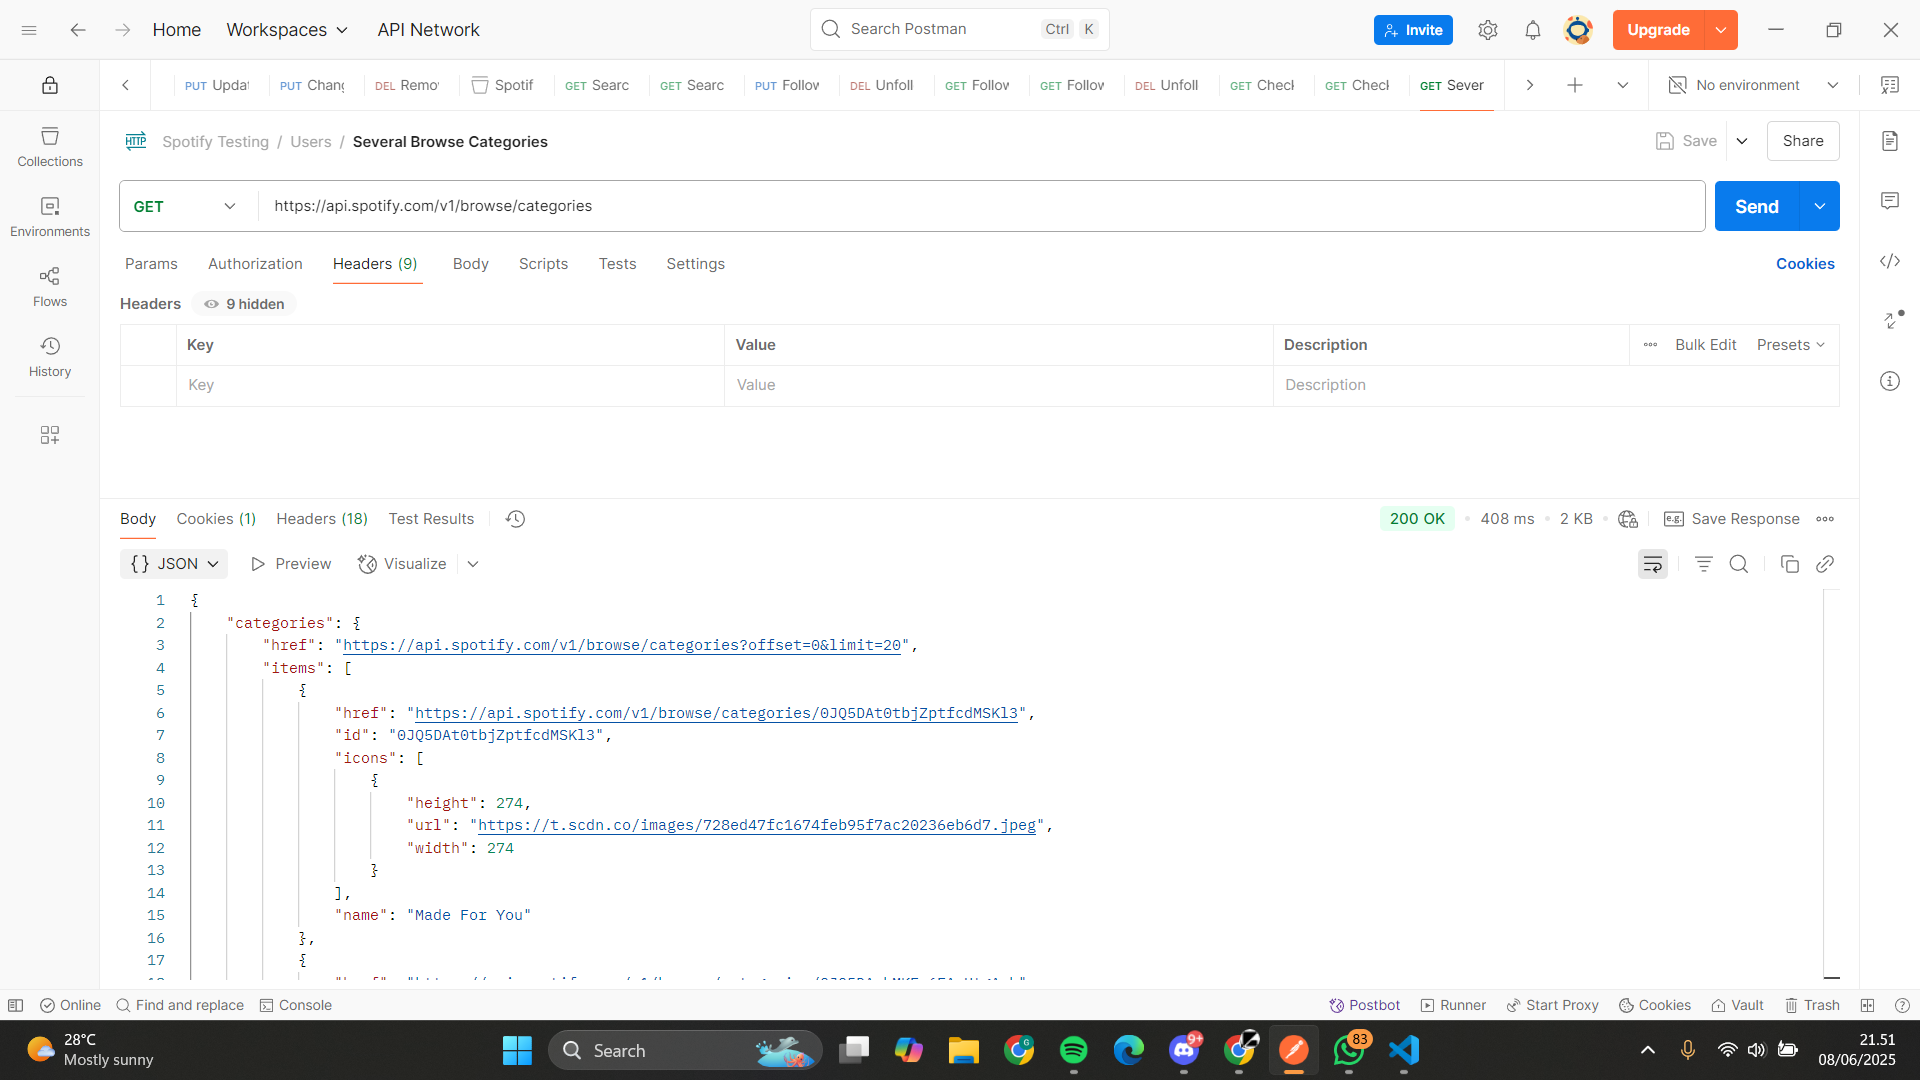 Home Workspaces API Network Search Postman Ctrl K Invite Upgrade
PUT Updat PUT Chang DEL Remo Spotif GET Searc GET Searc PUT Follow DEL Unfoll GET Follow GET Follow DEL Unfoll GET Check GET Check GET Sever No environment
Collections
Environments
Flows
History
HTTP Spotify Testing / Users / Several Browse Categories Save Share
GET https://api.spotify.com/v1/browse/categories Send
Params Authorization Headers (9) Body Scripts Tests Settings Cookies
Headers 9 hidden
Key Value Description Bulk Edit Presets
Key Value Description
Body Cookies (1) Headers (18) Test Results 200 OK 408 ms 2 KB e.g. Save Response
{} JSON Preview Visualize
1 {
2 "categories": {
3 "href": "https://api.spotify.com/v1/browse/categories?offset=0&limit=20",
4 "items": [
5 {
6 "href": "https://api.spotify.com/v1/browse/categories/0JQ5DAt0tbjZptfcdMSKl3",
7 "id": "0JQ5DAt0tbjZptfcdMSKl3",
8 "icons": [
9 {
10 "height": 274,
11 "url": "https://t.scdn.co/images/728ed47fc1674feb95f7ac20236eb6d7.jpeg",
12 "width": 274
13 }
14 ],
15 "name": "Made For You"
16 },
17 {
Online Find and replace Console Postbot Runner Start Proxy Cookies Vault Trash
28°C
Mostly sunny
Search
G
9+
83
21.51
08/06/2025